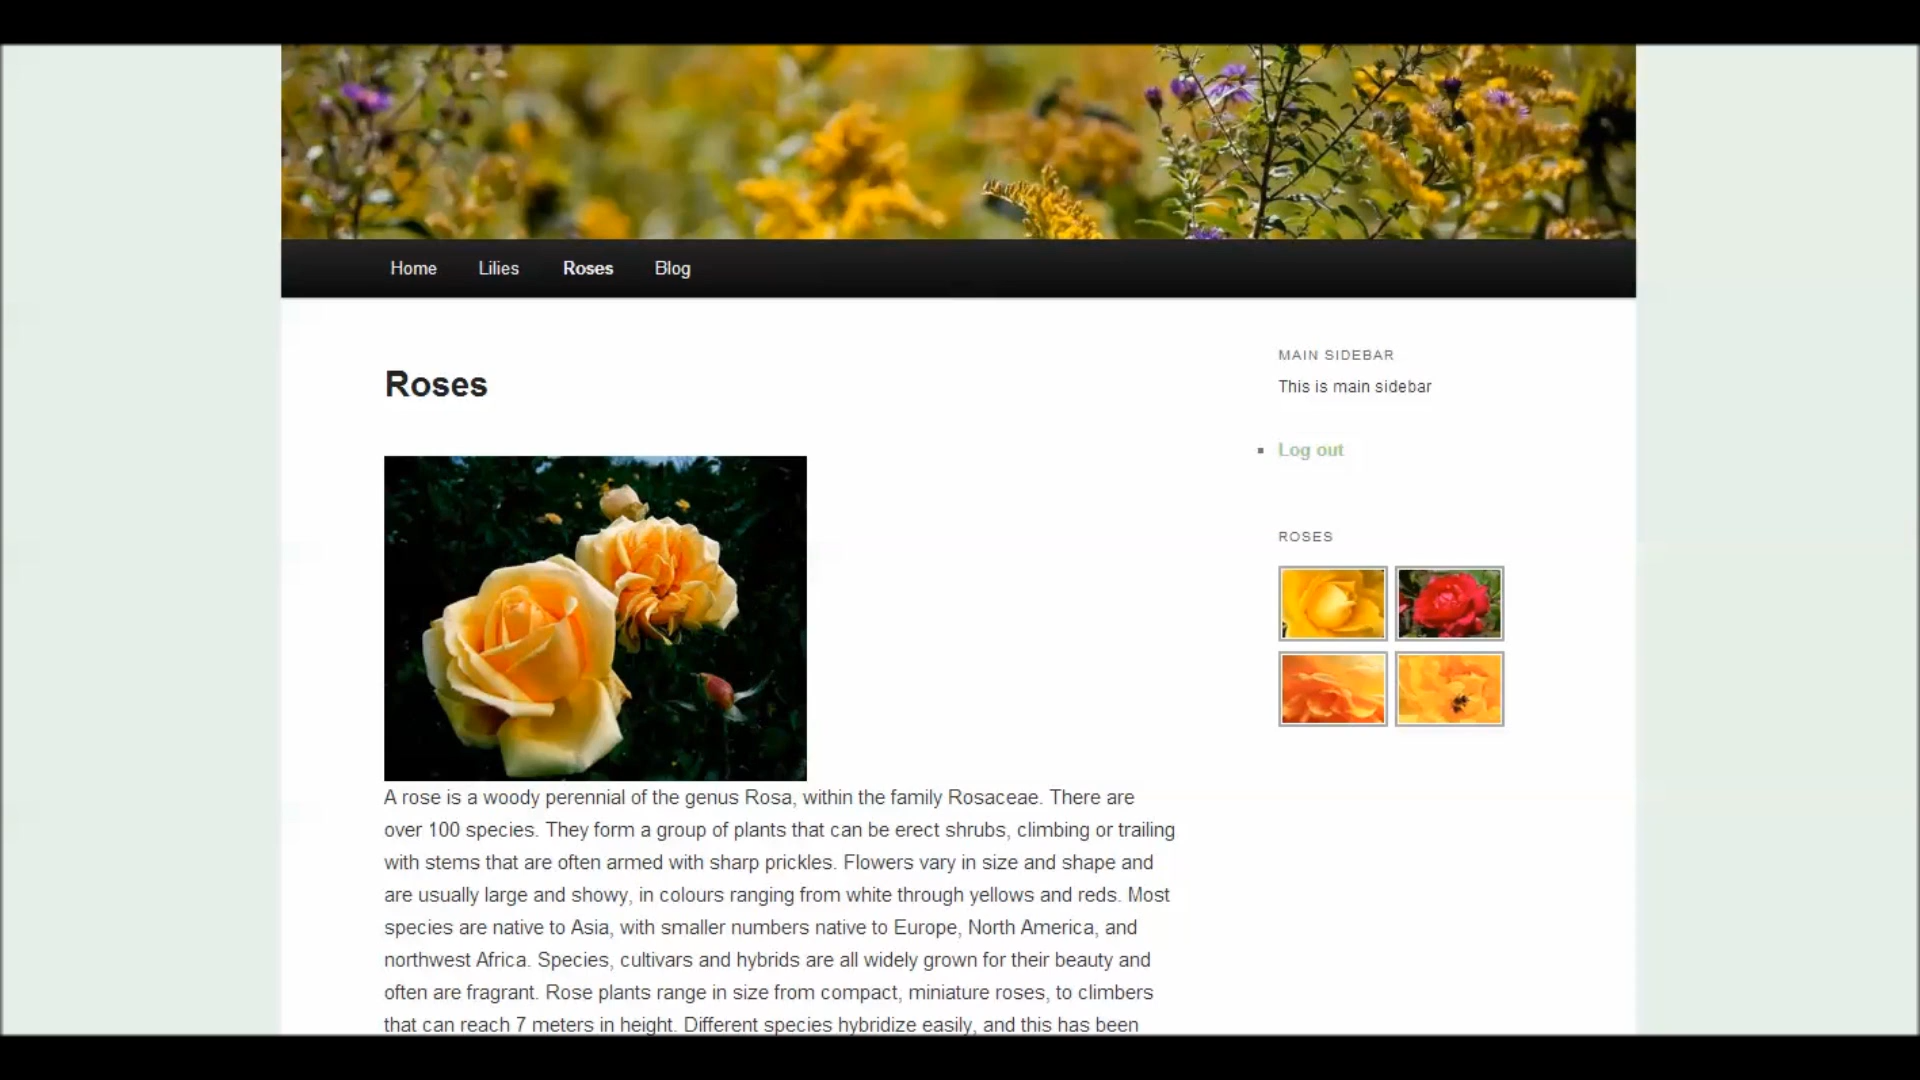 Home Lilies Roses Blog
Roses
A rose is a woody perennial of the genus Rosa, within the family Rosaceae. There are
over 100 species. They form a group of plants that can be erect shrubs, climbing or trailing
with stems that are often armed with sharp prickles. Flowers vary in size and shape and
are usually large and showy, in colours ranging from white through yellows and reds. Most
species are native to Asia, with smaller numbers native to Europe, North America, and
northwest Africa. Species, cultivars and hybrids are all widely grown for their beauty and
often are fragrant. Rose plants range in size from compact, miniature roses, to climbers
that can reach 7 meters in height. Different species hybridize easily, and this has been
MAIN SIDEBAR
This is main sidebar
Log out
ROSES